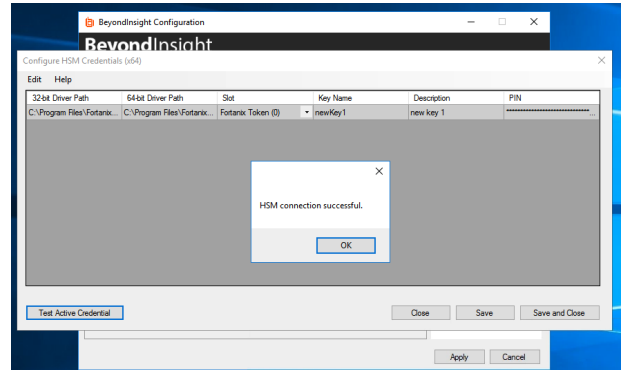 BeyondInsight Configuration
BeyondInsight
Configure HSM Credentials (x64)
Edit Help
32-bit Driver Path 64-bit Driver Path Slot Key Name Description PIN
C:\Program Files\Fortanix... C:\Program Files\Fortanix... Fortanix Token (0) newKey1 new key 1 ******************************...
HSM connection successful.
OK
Test Active Credential Close Save Save and Close
Apply Cancel